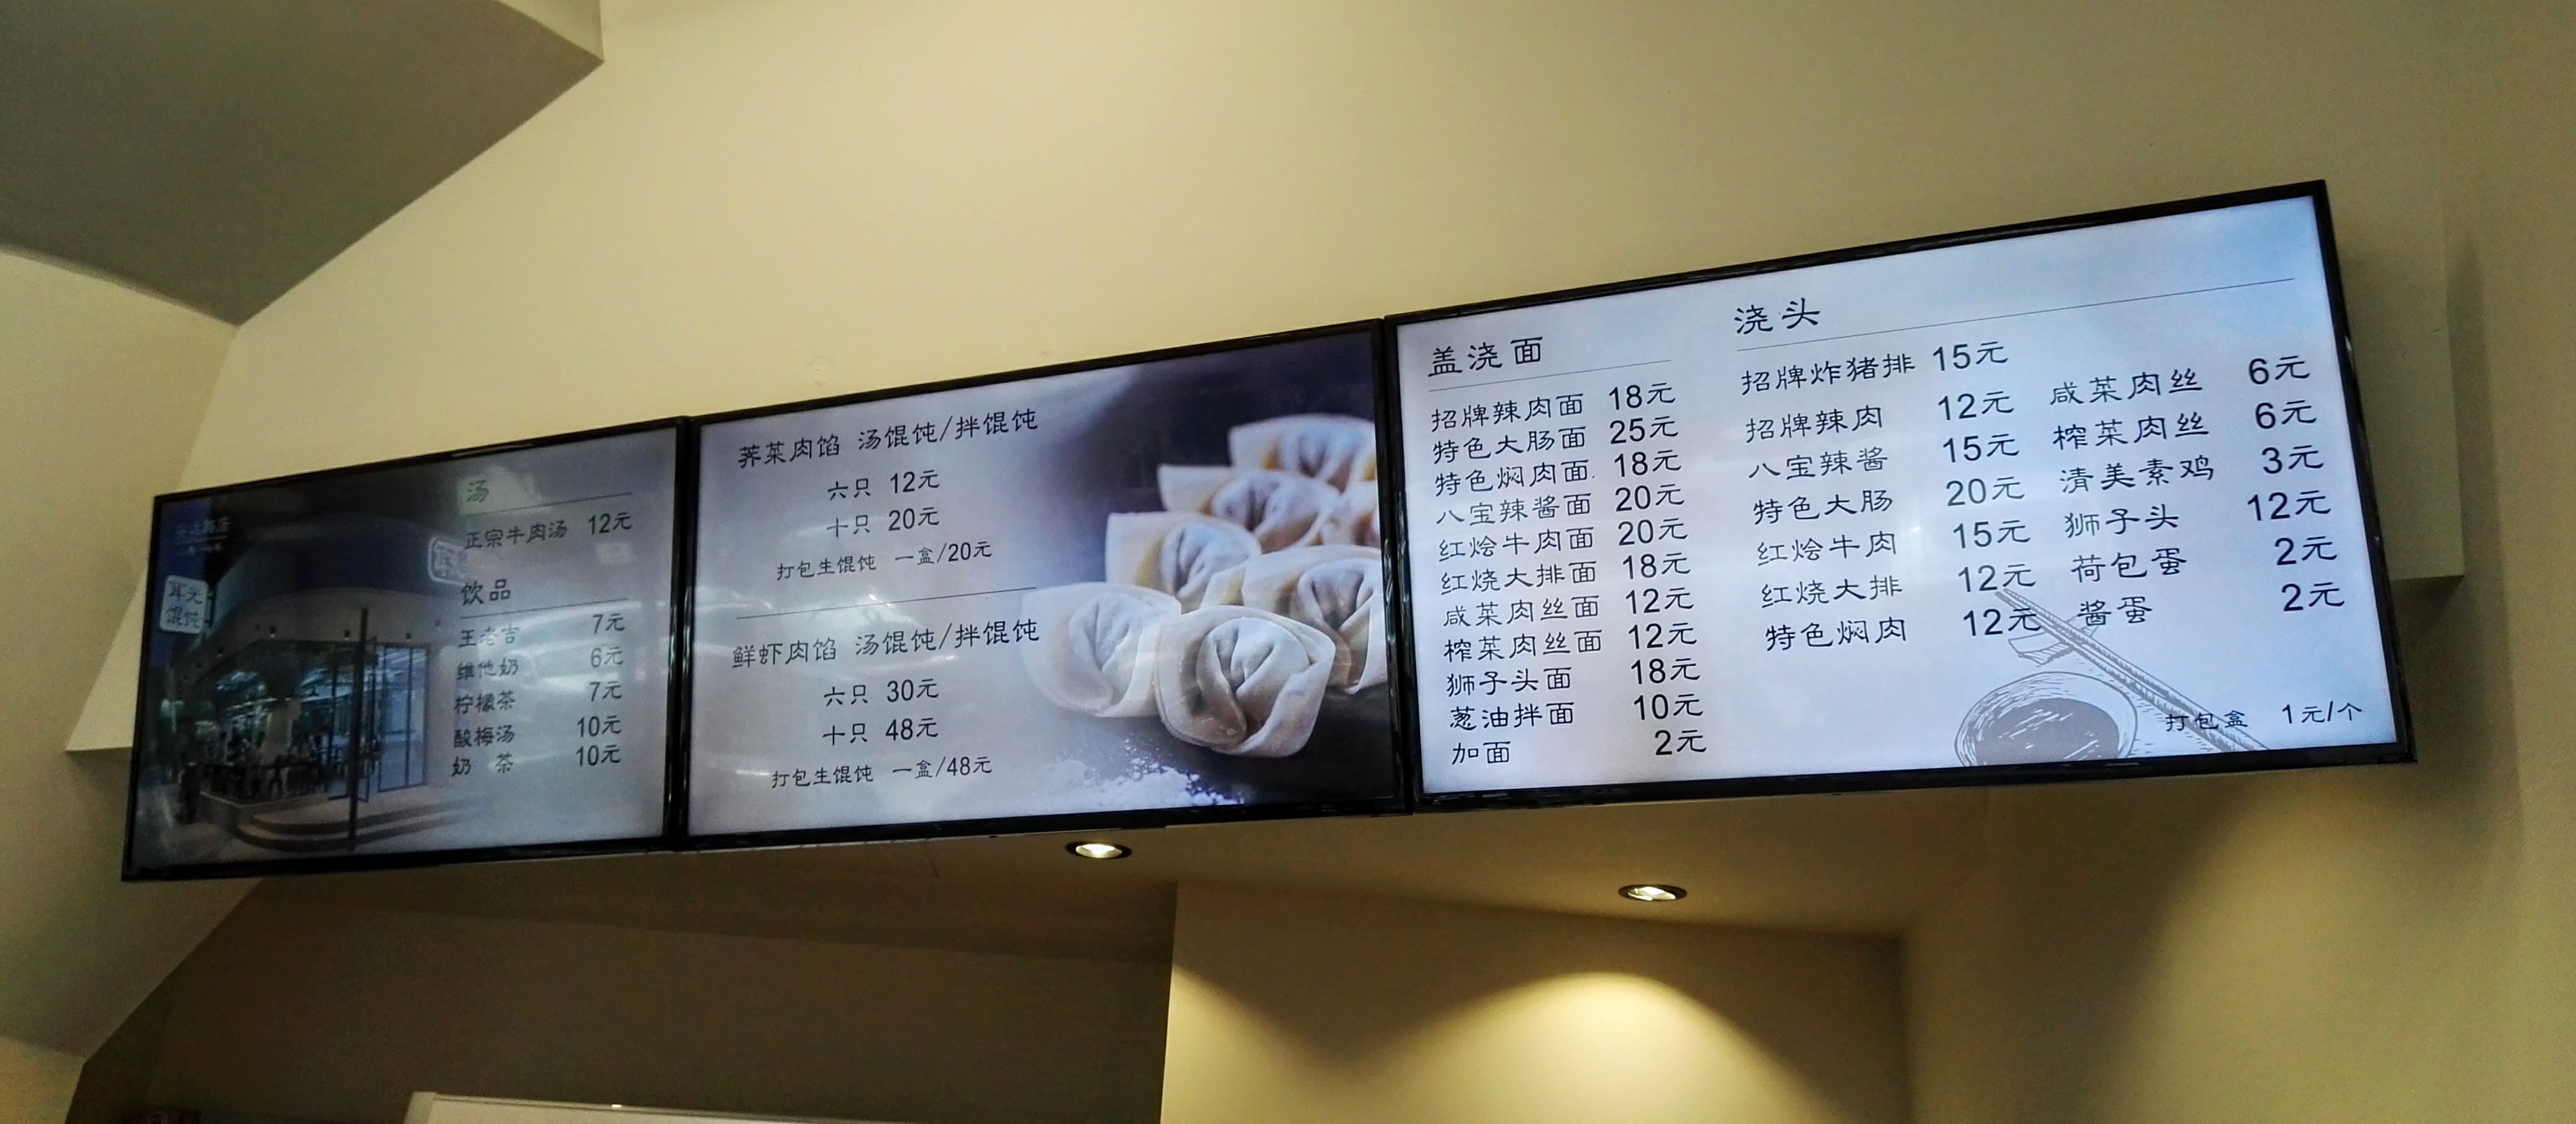 耳光
馄饨
汤
正宗牛肉汤 12元
饮品
王老吉 7元
维他奶 6元
柠檬茶 7元
酸梅汤 10元
奶 茶 10元
荠菜肉馅 汤馄饨/拌馄饨
六只 12元
十只 20元
打包生馄饨 一盒/20元
鲜虾肉馅 汤馄饨/拌馄饨
六只 30元
十只 48元
打包生馄饨 一盒/48元
盖浇面
招牌辣肉面 18元
特色大肠面 25元
特色焖肉面 18元
八宝辣酱面 20元
红烩牛肉面 20元
红烧大排面 18元
咸菜肉丝面 12元
榨菜肉丝面 12元
狮子头面 18元
葱油拌面 10元
加面 2元
浇头
招牌炸猪排 15元
招牌辣肉 12元
八宝辣酱 15元
特色大肠 20元
红烩牛肉 15元
红烧大排 12元
特色焖肉 12元
咸菜肉丝 6元
榨菜肉丝 6元
清美素鸡 3元
狮子头 12元
荷包蛋 2元
酱蛋 2元
打包盒 1元/个